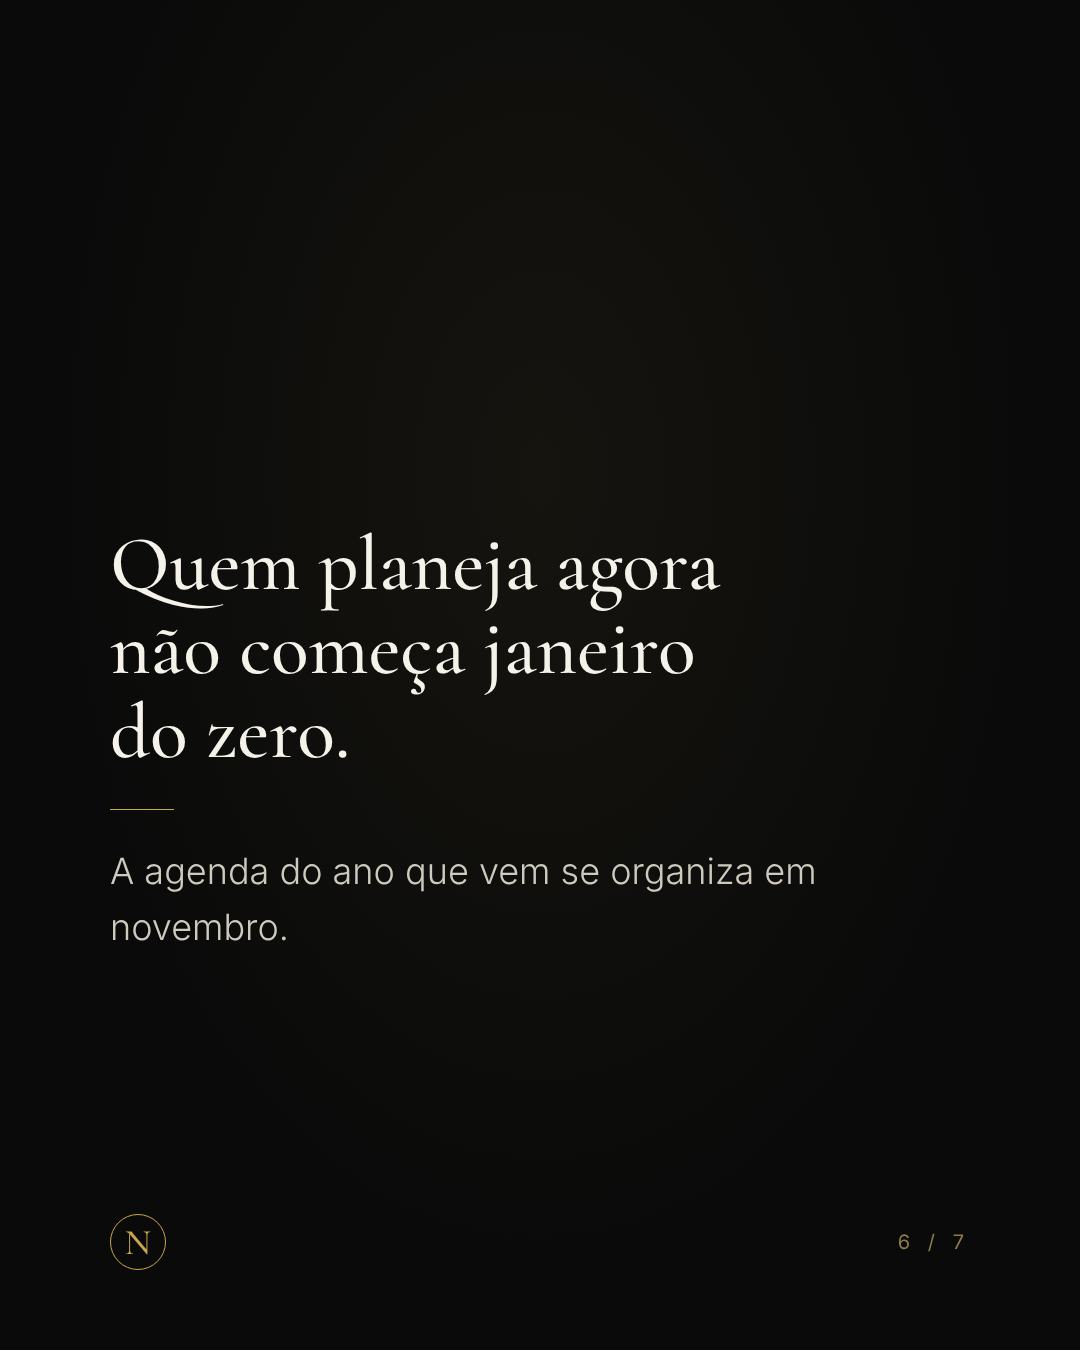 Quem planeja agora
não começa janeiro
do zero.
A agenda do ano que vem se organiza em
novembro.
N
6 / 7